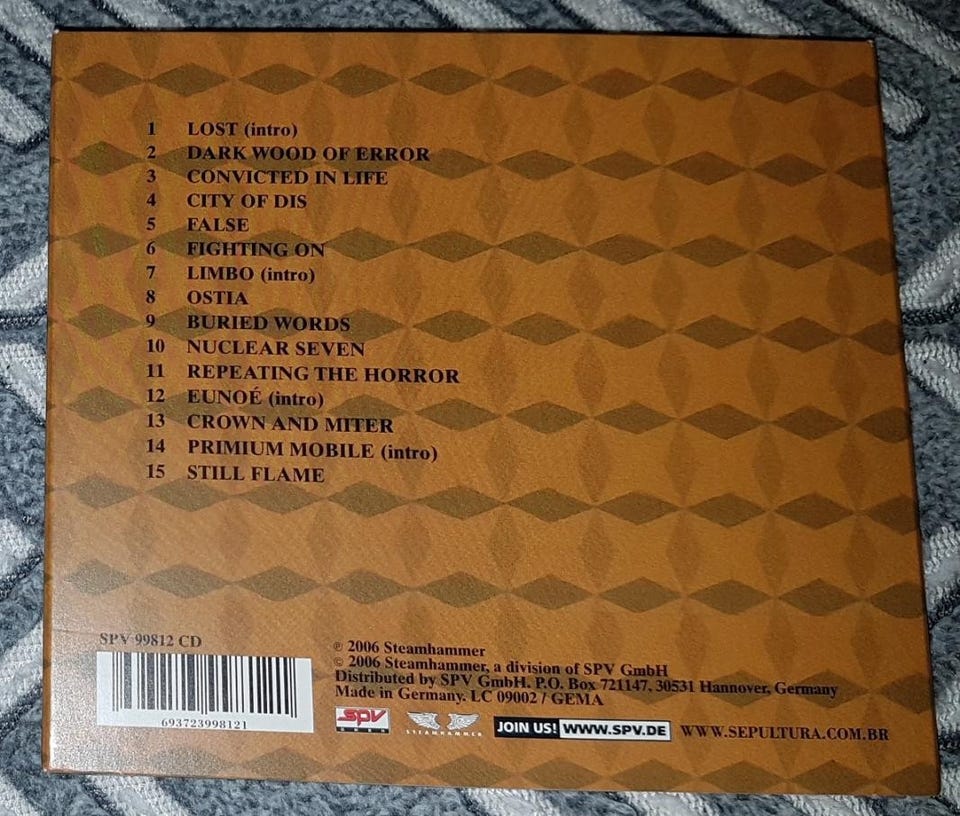 1 LOST (intro)
2 DARK WOOD OF ERROR
3 CONVICTED IN LIFE
4 CITY OF DIS
5 FALSE
6 FIGHTING ON
7 LIMBO (intro)
8 OSTIA
9 BURIED WORDS
10 NUCLEAR SEVEN
11 REPEATING THE HORROR
12 EUNOÉ (intro)
13 CROWN AND MITER
14 PRIMIUM MOBILE (intro)
15 STILL FLAME
SPV 99812 CD
693723998121
℗ 2006 Steamhammer
© 2006 Steamhammer, a division of SPV GmbH
Distributed by SPV GmbH. P.O. Box 721147, 30531 Hannover, Germany
Made in Germany. LC 09002 / GEMA
spv STEAMHAMMER JOIN US! WWW.SPV.DE WWW.SEPULTURA.COM.BR